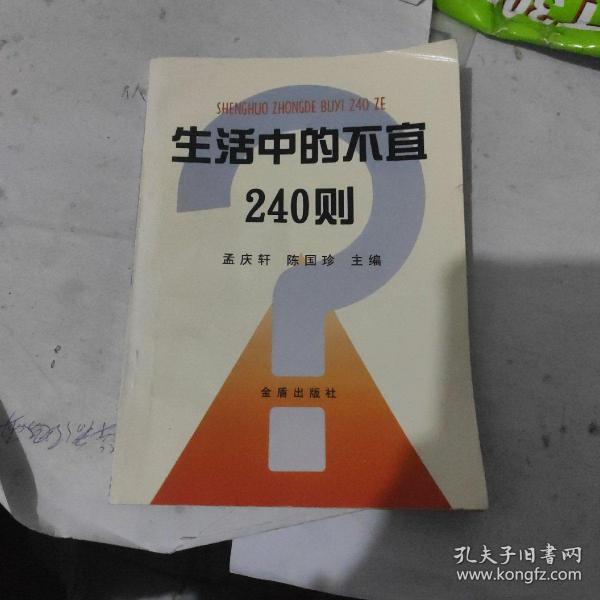 SHENGHUO ZHONGDE BUYI 240 ZE
生活中的不宜
240则
孟庆轩 陈国珍 主编
金盾出版社
孔夫子旧书网
www.kongfz.com